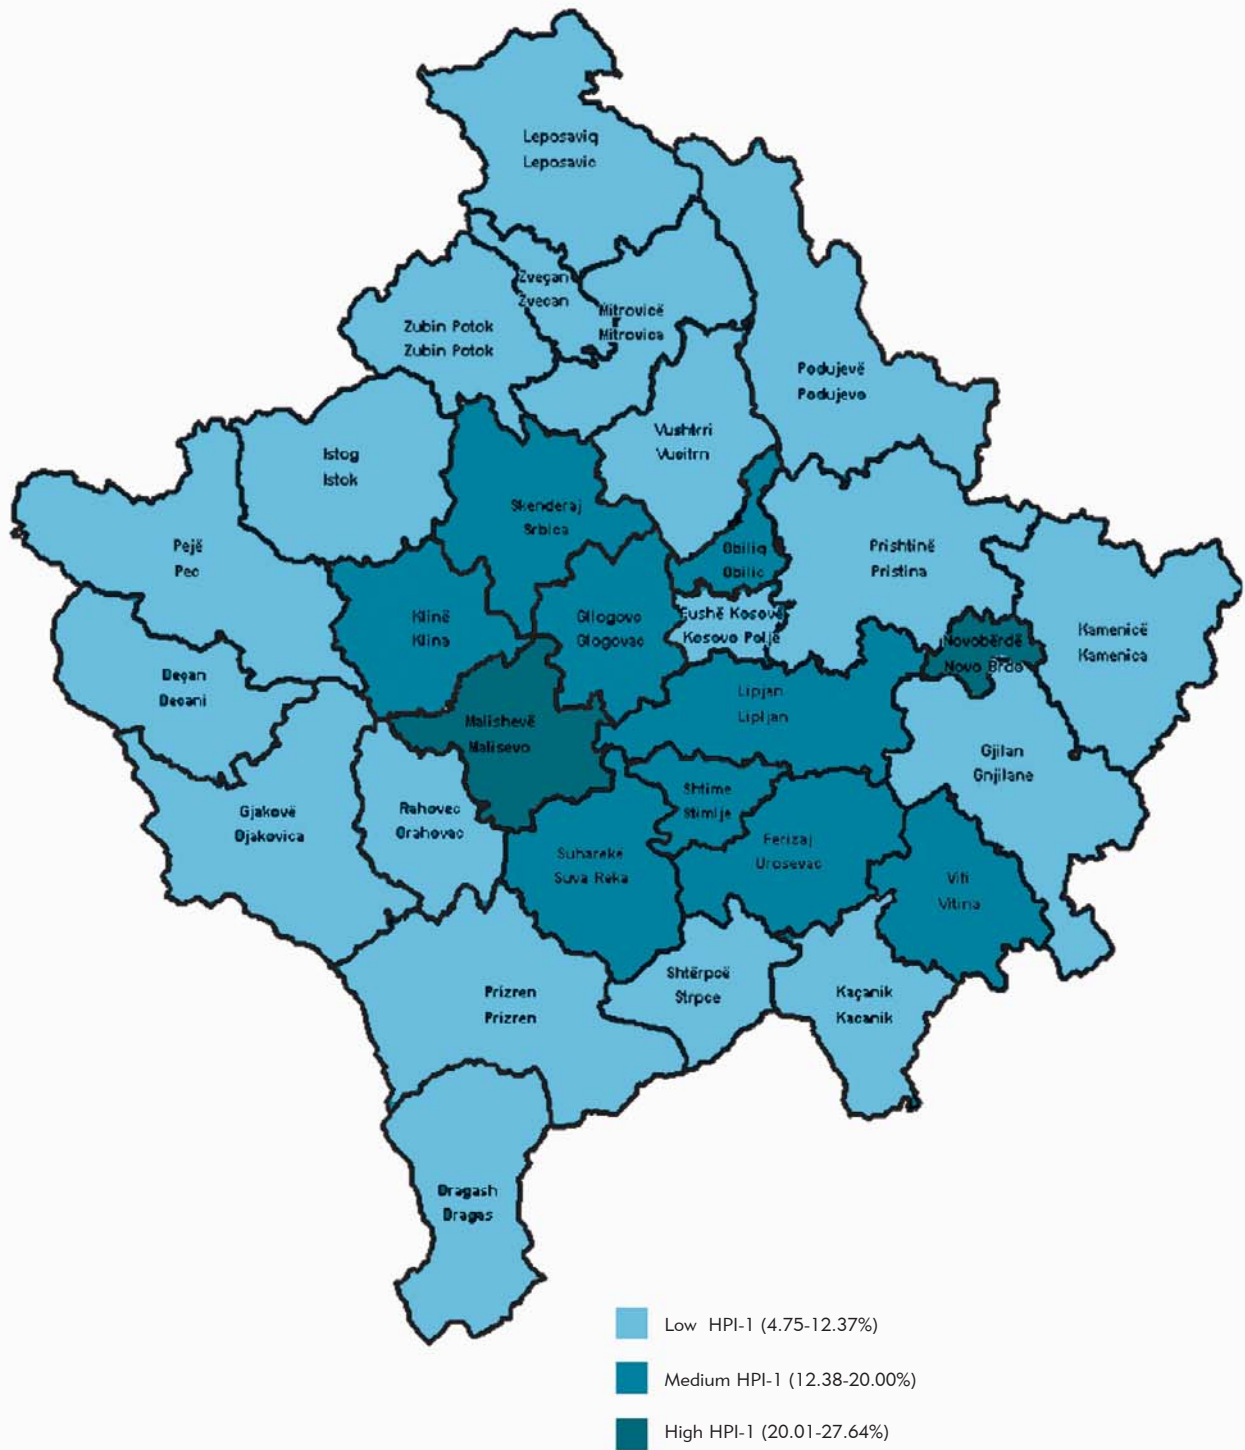 Leposaviq
Leposavic
Zveçan
Zvecan
Mitrovicë
Mitrovica
Zubin Potok
Zubin Potok
Podujevë
Podujevo
Vushtrri
Vucitrn
Istog
Istok
Skenderaj
Srbica
Pejë
Pec
Obiliq
Obilic
Prishtinë
Pristina
Klinë
Klina
Gllogovc
Glogovac
Fushë Kosovë
Kosovo Polje
Novobërdë
Novo Brdo
Kamenicë
Kamenica
Deçan
Decani
Lipjan
Lipljan
Malishevë
Malisevo
Gjilan
Gnjilane
Shtime
Stimlje
Gjakovë
Djakovica
Rahovec
Orahovac
Ferizaj
Urosevac
Suharekë
Suva Reka
Viti
Vitina
Shtërpcë
Strpce
Prizren
Prizren
Kaçanik
Kacanik
Dragash
Dragas
Low HPI-1 (4.75-12.37%)
Medium HPI-1 (12.38-20.00%)
High HPI-1 (20.01-27.64%)